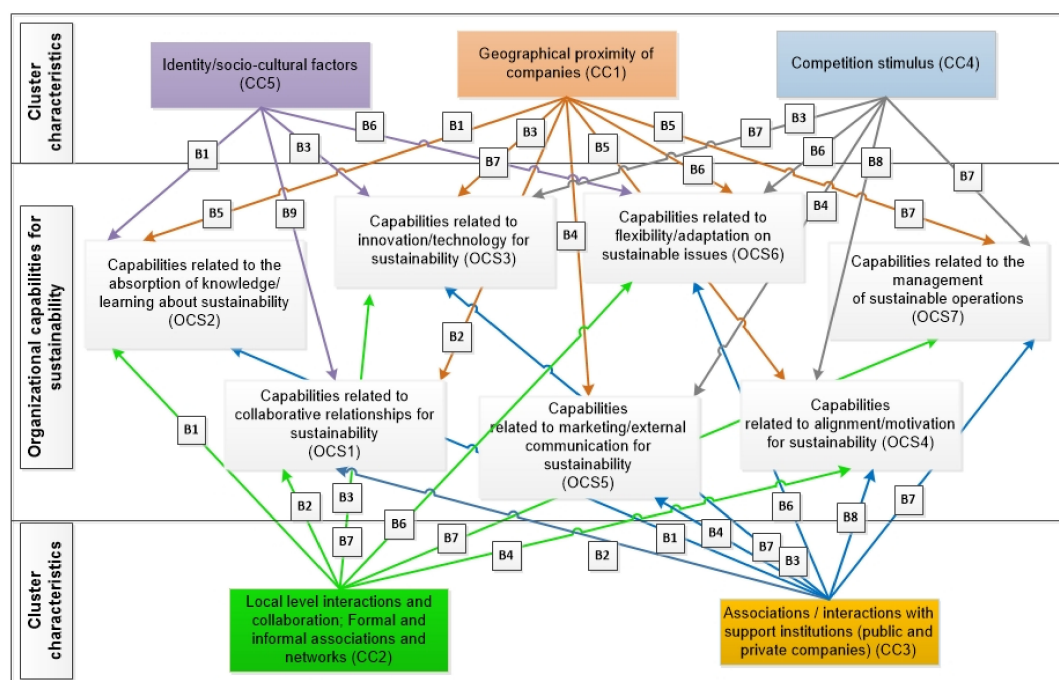 Cluster
characteristics
Identity/socio-cultural factors
(CC5)
Geographical proximity of
companies (CC1)
Competition stimulus (CC4)
B1
B3
B6
B1
B3
B7
B5
B6
B5
B7
B3
B6
B8
B4
B7
B7
B5
B9
B4
B2
Organizational capabilities for
sustainability
Capabilities related to the
absorption of knowledge/
learning about sustainability
(OCS2)
Capabilities related to
innovation/technology for
sustainability (OCS3)
Capabilities related to
flexibility/adaptation on
sustainable issues (OCS6)
Capabilities related to the
management
of sustainable operations
(OCS7)
Capabilities related to
collaborative relationships for
sustainability
(OCS1)
Capabilities
related to marketing/external
communication for
sustainability
(OCS5)
Capabilities
related to alignment/motivation
for sustainability (OCS4)
B1
B2
B3
B7
B6
B7
B4
B2
B1
B4
B7
B3
B6
B8
B7
Cluster
characteristics
Local level interactions and
collaboration; Formal and
informal associations and
networks (CC2)
Associations / interactions with
support institutions (public and
private companies) (CC3)